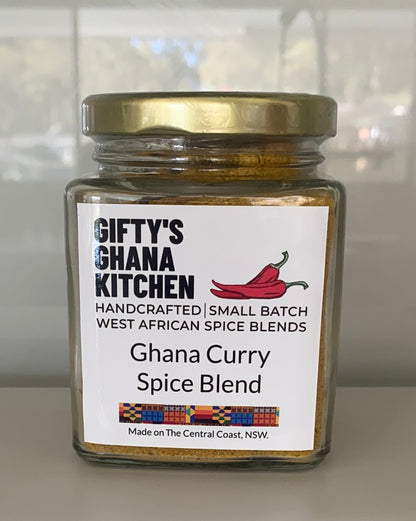 GIFTY'S
GHANA
KITCHEN
HANDCRAFTED|SMALL BATCH
WEST AFRICAN SPICE BLENDS
Ghana Curry
Spice Blend
Made on The Central Coast, NSW.